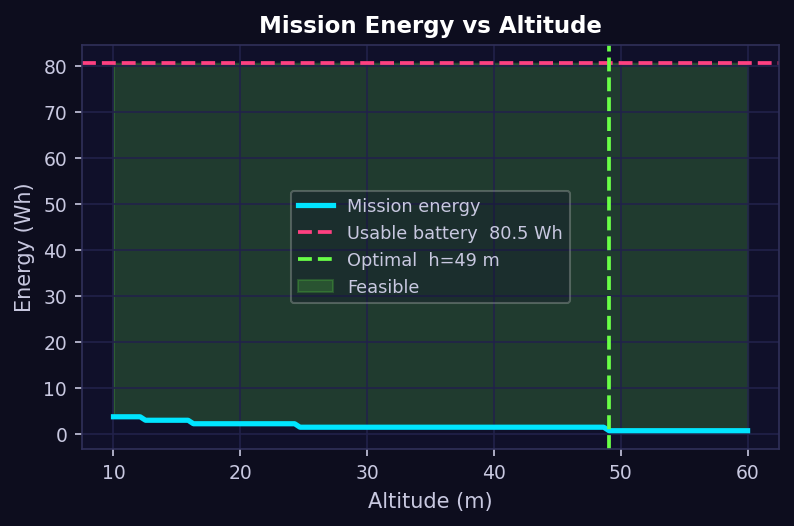 Mission Energy vs Altitude
Energy (Wh)
80
70
60
50
40
30
20
10
0
Mission energy
Usable battery  80.5 Wh
Optimal  h=49 m
Feasible
10 20 30 40 50 60
Altitude (m)